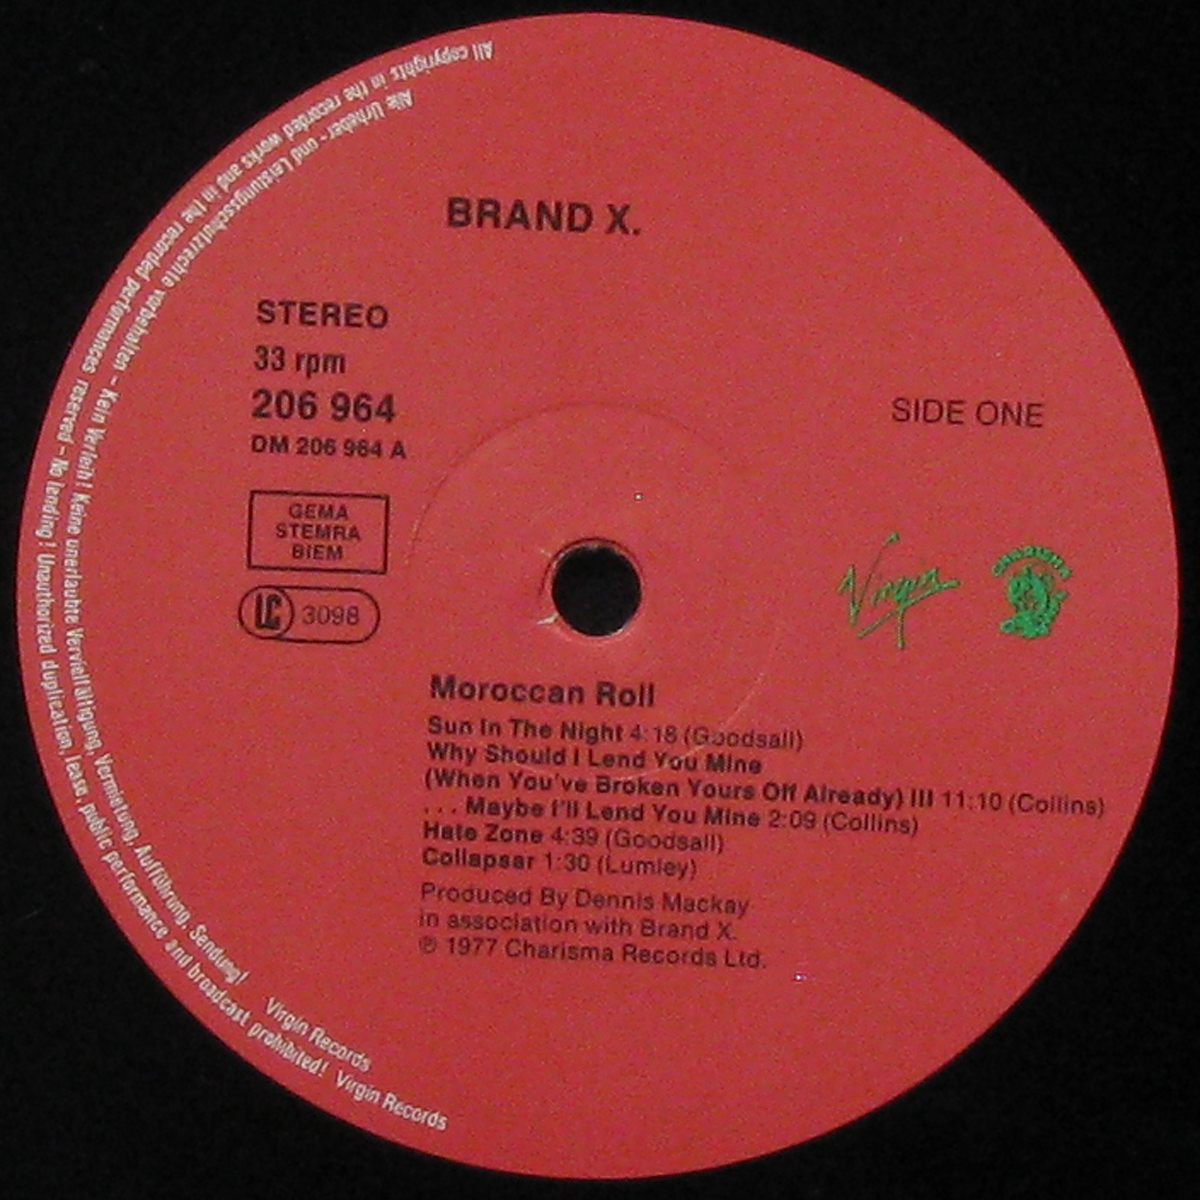 BRAND X.
STEREO
33 rpm
206 964
DM 206 964 A
SIDE ONE
GEMA
STEMRA
BIEM
LC 3098
Virgin
CHARISMA
Moroccan Roll
Sun In The Night 4:18 (Goodsall)
Why Should I Lend You Mine
(When You've Broken Yours Off Already) III 11:10 (Collins)
. . . Maybe I'll Lend You Mine 2:09 (Collins)
Hate Zone 4:39 (Goodsall)
Collapsar 1:30 (Lumley)
Produced By Dennis Mackay
in association with Brand X.
℗ 1977 Charisma Records Ltd.
Alle Urheber- und Leistungsschutzrechte vorbehalten - Kein Verleih! Keine unerlaubte Vervielfältigung, Vermietung, Aufführung, Sendung! Virgin Records
All copyrights in the recorded works and in the recorded performances reserved - No lending! Unauthorized duplication, lease, public performance and broadcast prohibited! Virgin Records